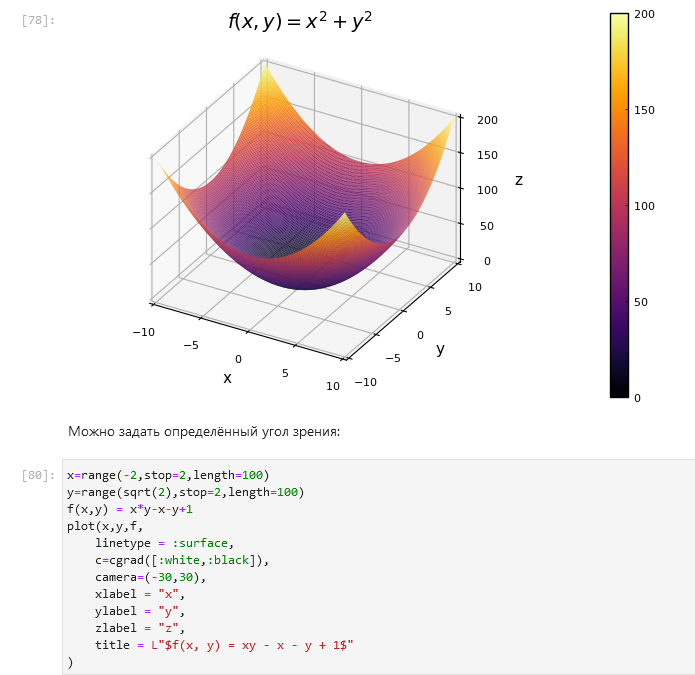 [78]:
f(x, y) = x² + y²
200
150
100
50
0
z
200
150
100
50
0
10
5
0
−5
−10
y
−10
−5
0
5
10
x
Можно задать определённый угол зрения:
[80]:
x=range(-2,stop=2,length=100)
y=range(sqrt(2),stop=2,length=100)
f(x,y) = x*y-x-y+1
plot(x,y,f,
    linetype = :surface,
    c=cgrad([:white,:black]),
    camera=(-30,30),
    xlabel = "x",
    ylabel = "y",
    zlabel = "z",
    title = L"$f(x, y) = xy - x - y + 1$"
)